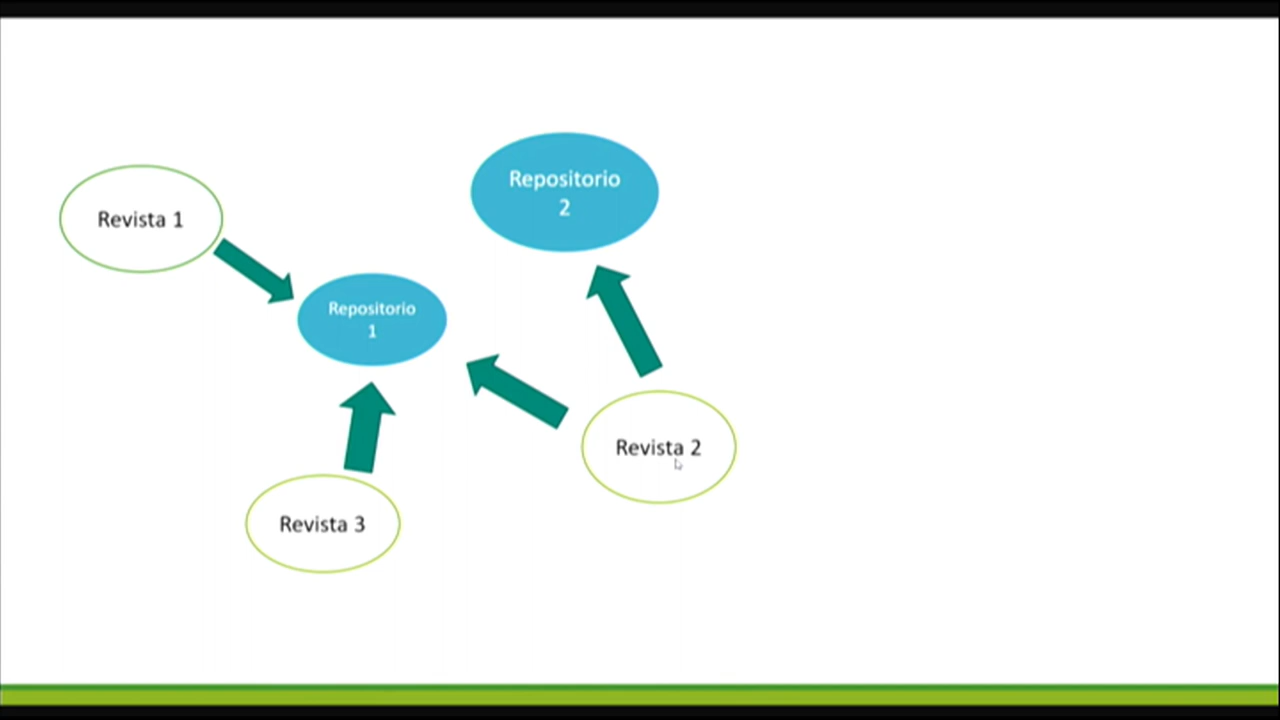 Repositorio
2
Revista 1
Repositorio
1
Revista 2
Revista 3